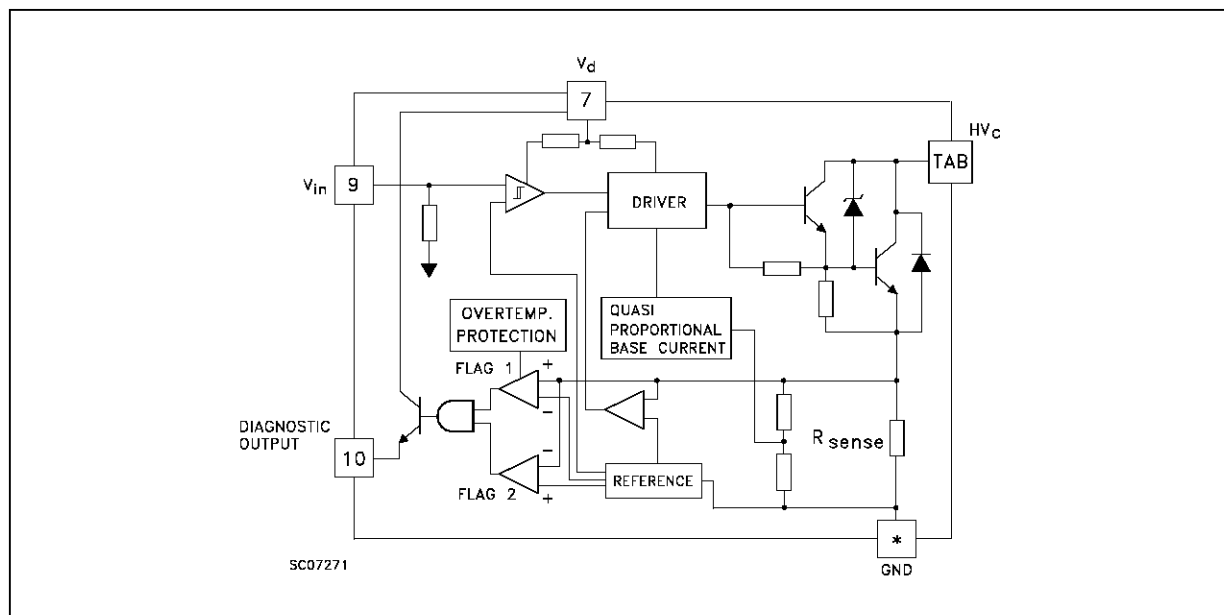 Vd
7
HVc
TAB
Vin
9
DRIVER
OVERTEMP.
PROTECTION
QUASI
PROPORTIONAL
BASE CURRENT
FLAG 1
+
-
DIAGNOSTIC
OUTPUT
10
-
+
FLAG 2
REFERENCE
Rsense
*
GND
SC07271